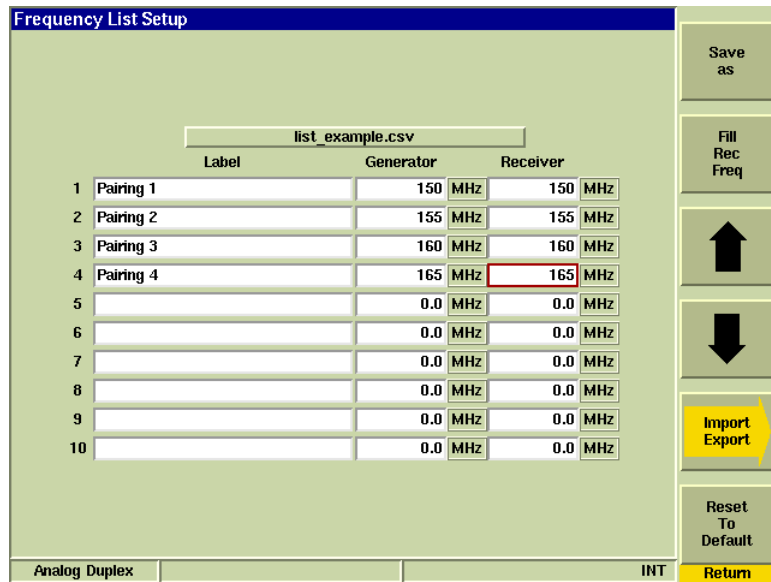 Frequency List Setup
list_example.csv
Label Generator Receiver
1 Pairing 1 150 MHz 150 MHz
2 Pairing 2 155 MHz 155 MHz
3 Pairing 3 160 MHz 160 MHz
4 Pairing 4 165 MHz 165 MHz
5 0.0 MHz 0.0 MHz
6 0.0 MHz 0.0 MHz
7 0.0 MHz 0.0 MHz
8 0.0 MHz 0.0 MHz
9 0.0 MHz 0.0 MHz
10 0.0 MHz 0.0 MHz
Analog Duplex INT
Save
as
Fill
Rec
Freq
Import
Export
Reset
To
Default
Return